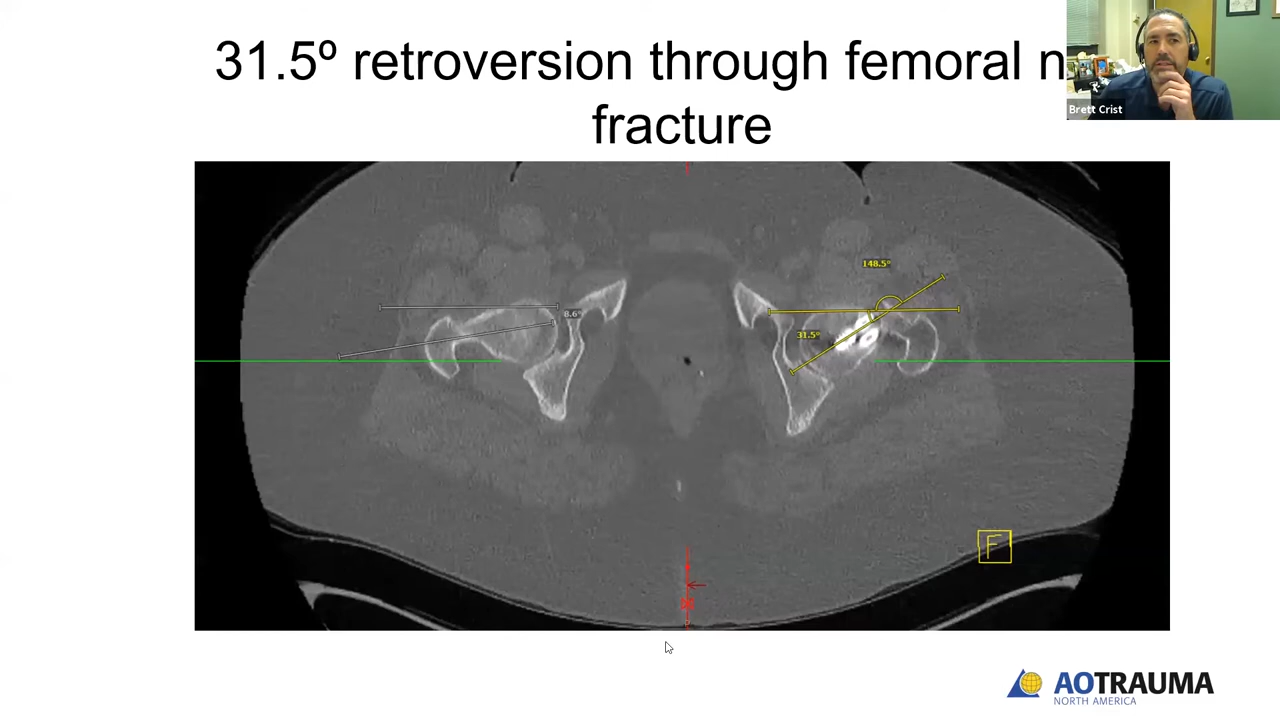 31.5º retroversion through femoral n
fracture
Brett Crist
148.5°
8.6°
31.5°
F
AOTRAUMA
NORTH AMERICA